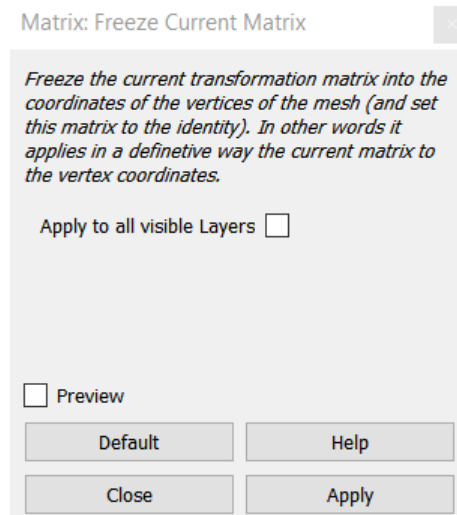 Matrix: Freeze Current Matrix
Freeze the current transformation matrix into the
coordinates of the vertices of the mesh (and set
this matrix to the identity). In other words it
applies in a definetive way the current matrix to
the vertex coordinates.
Apply to all visible Layers
Preview
Default Help
Close Apply